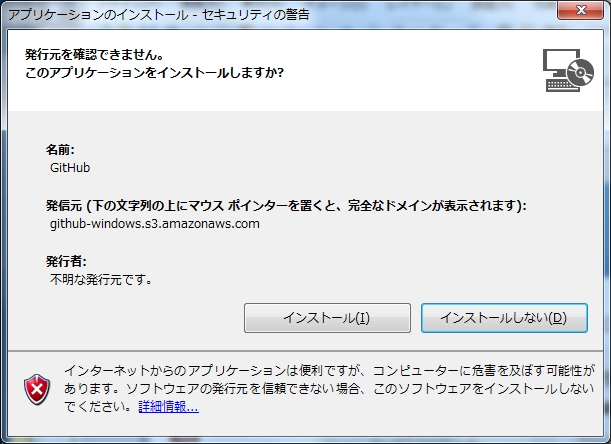 アプリケーションのインストール - セキュリティの警告
発行元を確認できません。
このアプリケーションをインストールしますか?
名前:
GitHub
発信元 (下の文字列の上にマウス ポインターを置くと、完全なドメインが表示されます):
github-windows.s3.amazonaws.com
発行者:
不明な発行元です。
インストール(I)
インストールしない(D)
インターネットからのアプリケーションは便利ですが、コンピューターに危害を及ぼす可能性が
あります。ソフトウェアの発行元を信頼できない場合、このソフトウェアをインストールしない
でください。詳細情報...